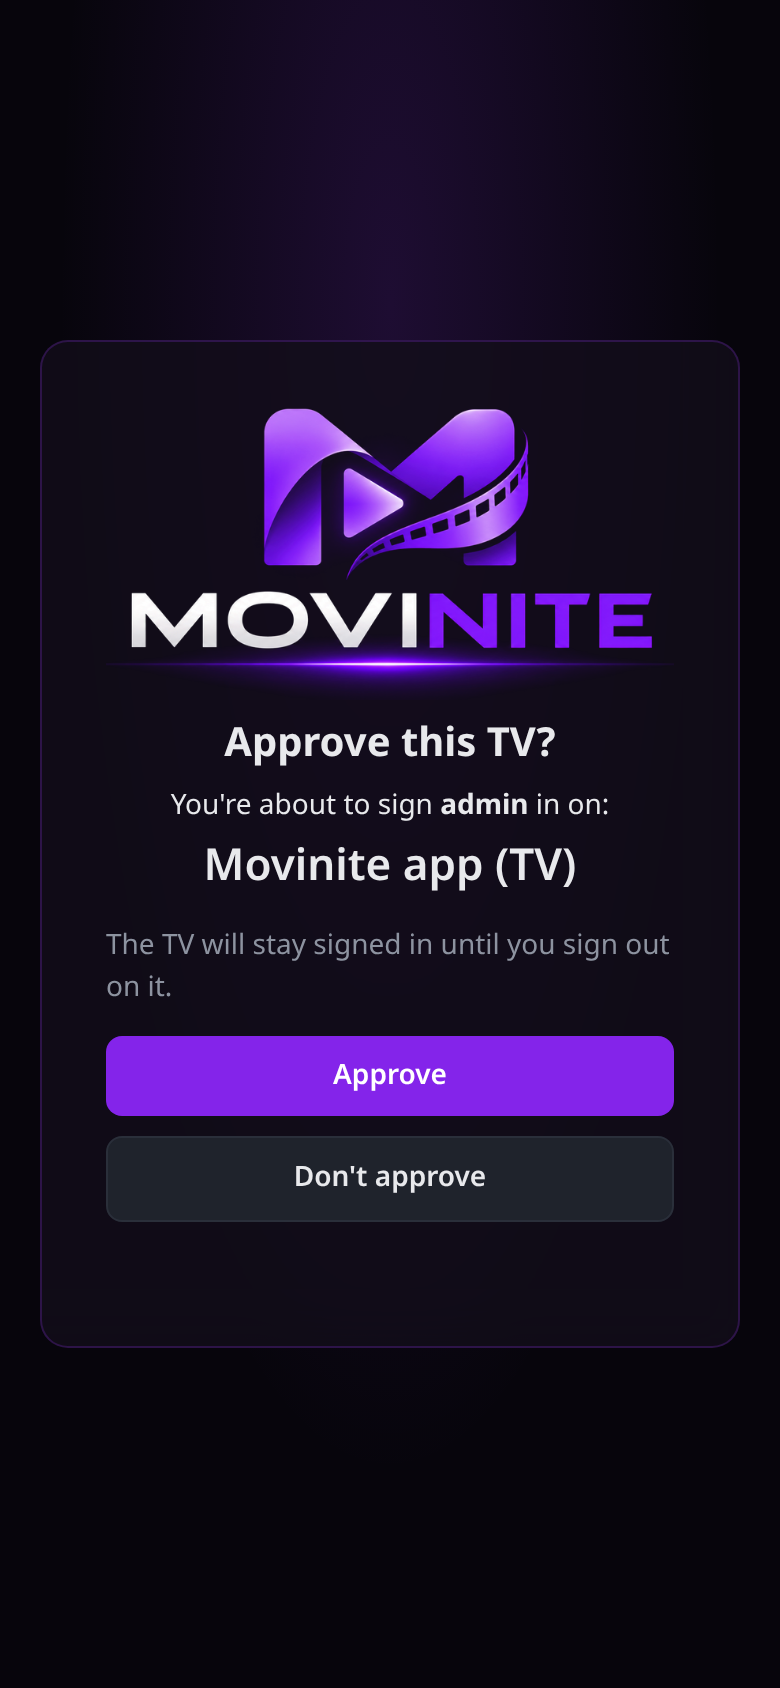 MOVINITE
Approve this TV?
You're about to sign admin in on:
Movinite app (TV)
The TV will stay signed in until you sign out
on it.
Approve
Don't approve